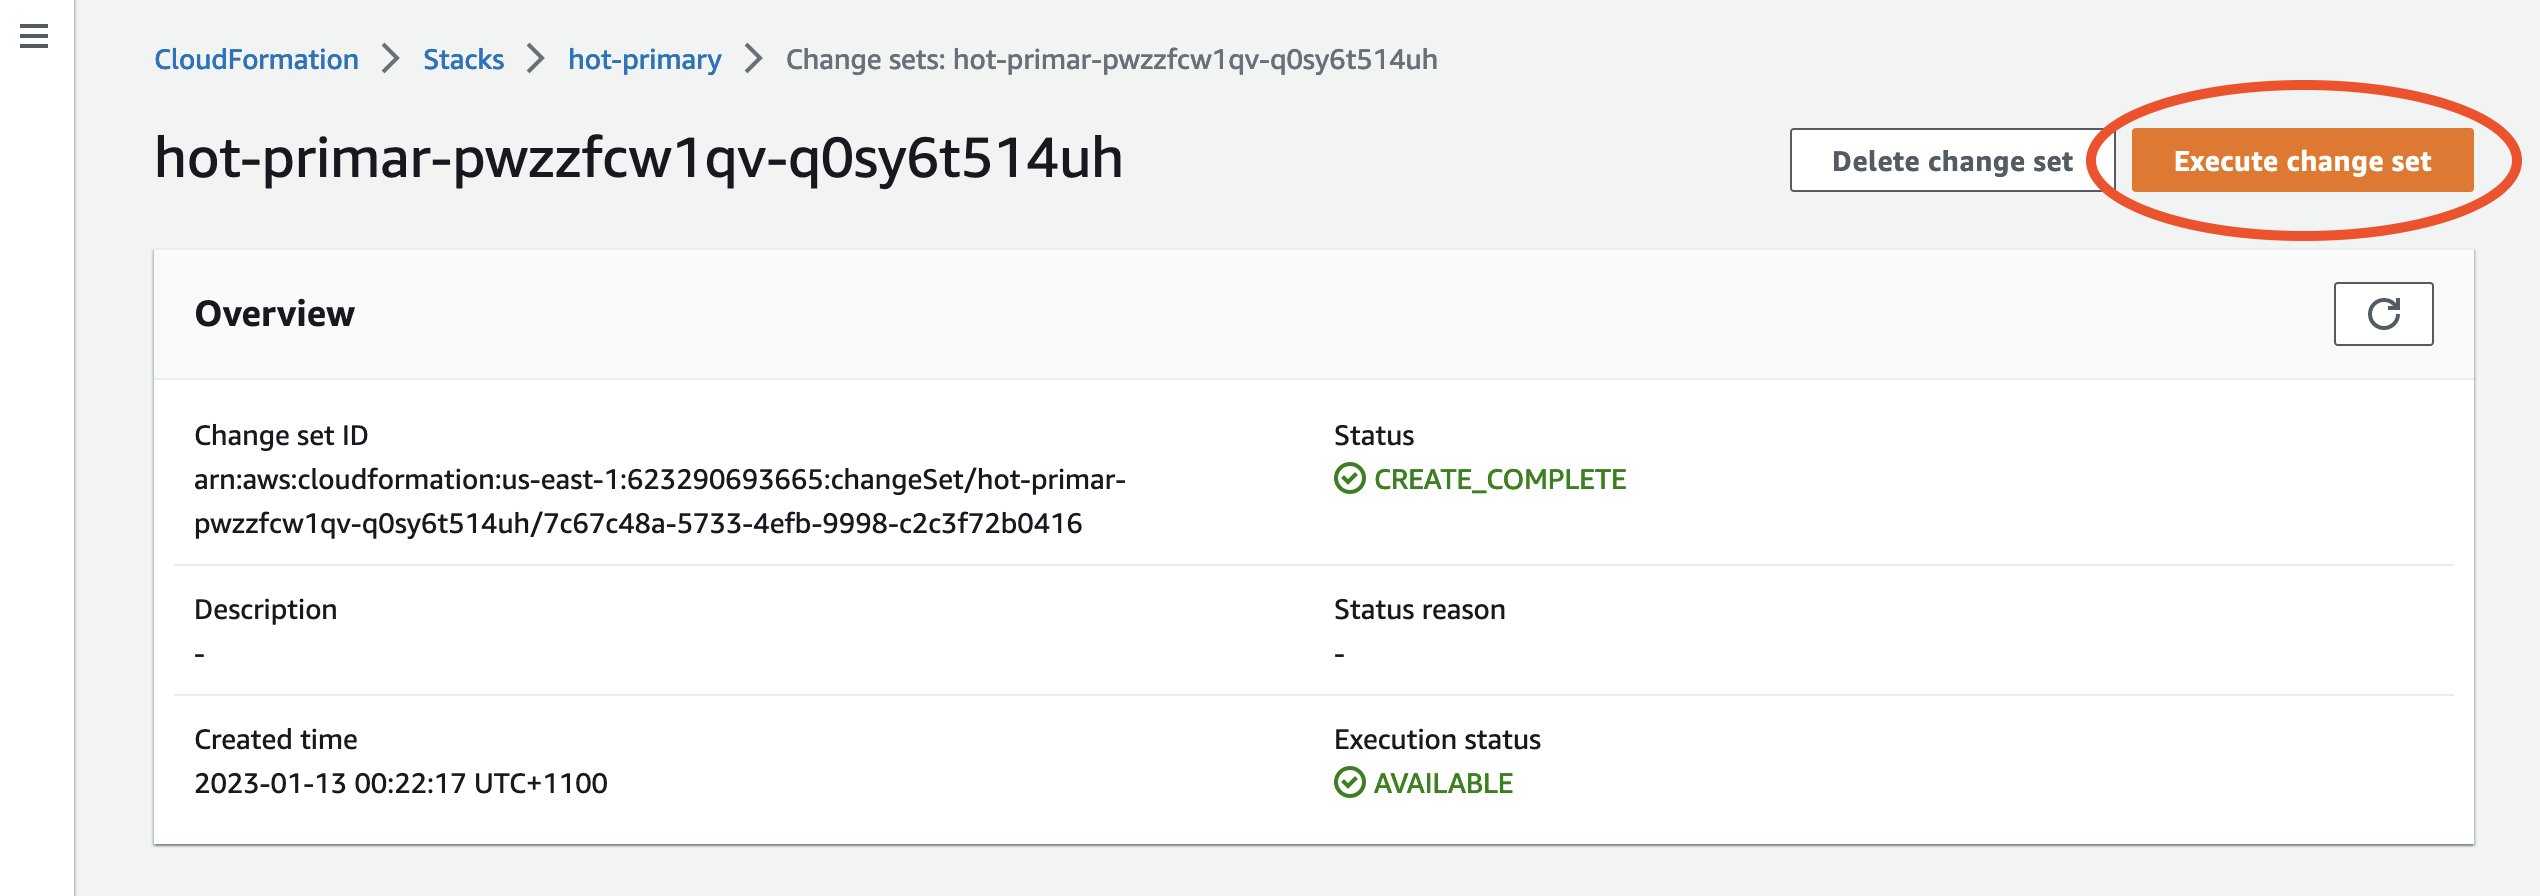 CloudFormation > Stacks > hot-primary > Change sets: hot-primar-pwzzfcw1qv-q0sy6t514uh
hot-primar-pwzzfcw1qv-q0sy6t514uh
Delete change set
Execute change set
Overview
Change set ID
arn:aws:cloudformation:us-east-1:623290693665:changeSet/hot-primar-
pwzzfcw1qv-q0sy6t514uh/7c67c48a-5733-4efb-9998-c2c3f72b0416
Status
CREATE_COMPLETE
Description
-
Status reason
-
Created time
2023-01-13 00:22:17 UTC+1100
Execution status
AVAILABLE